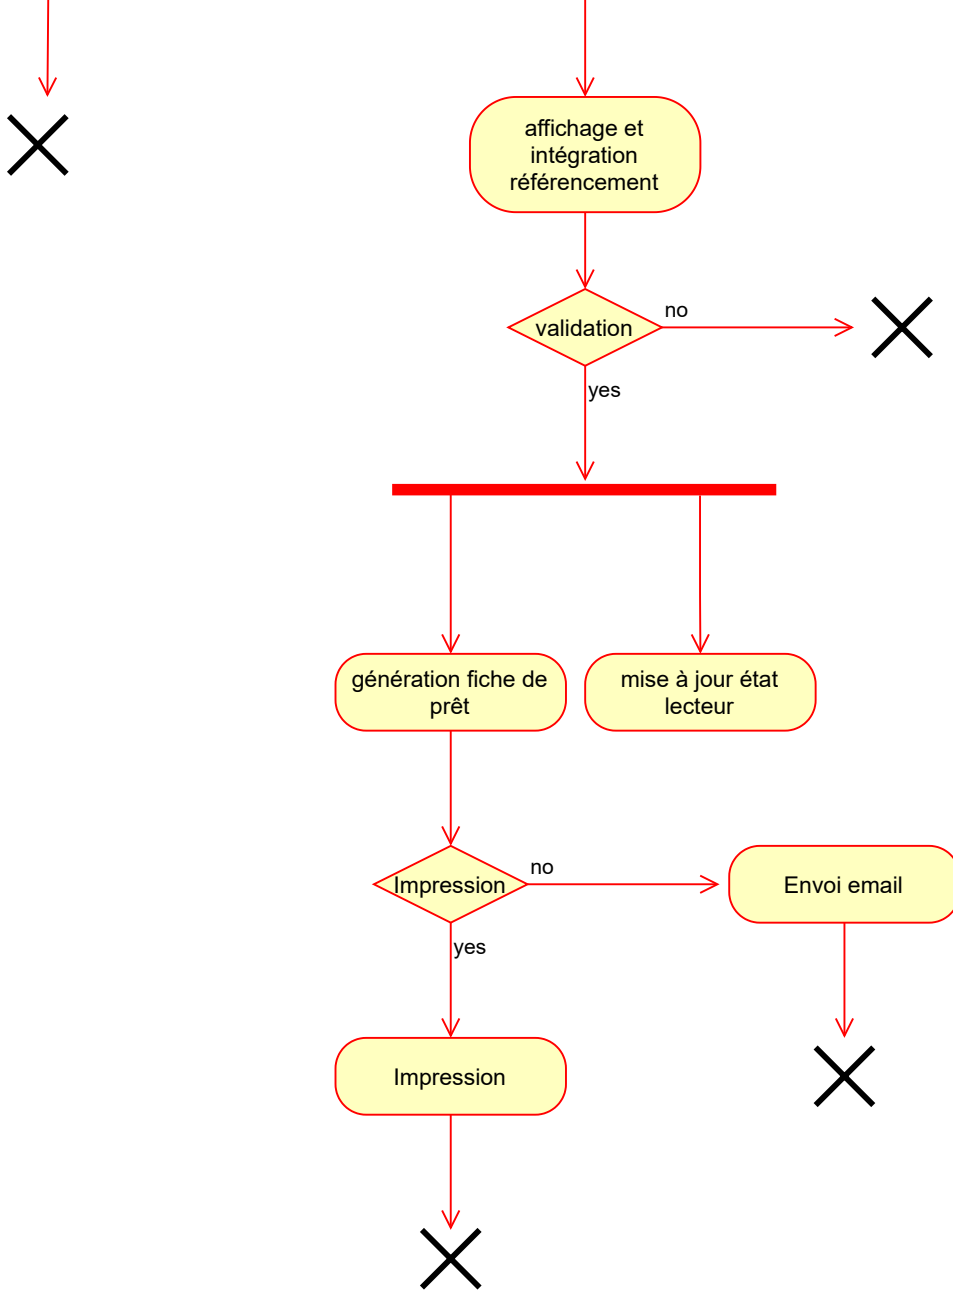 affichage et
intégration
référencement
validation
no
yes
génération fiche de
prêt
mise à jour état
lecteur
Impression
no
Envoi email
yes
Impression